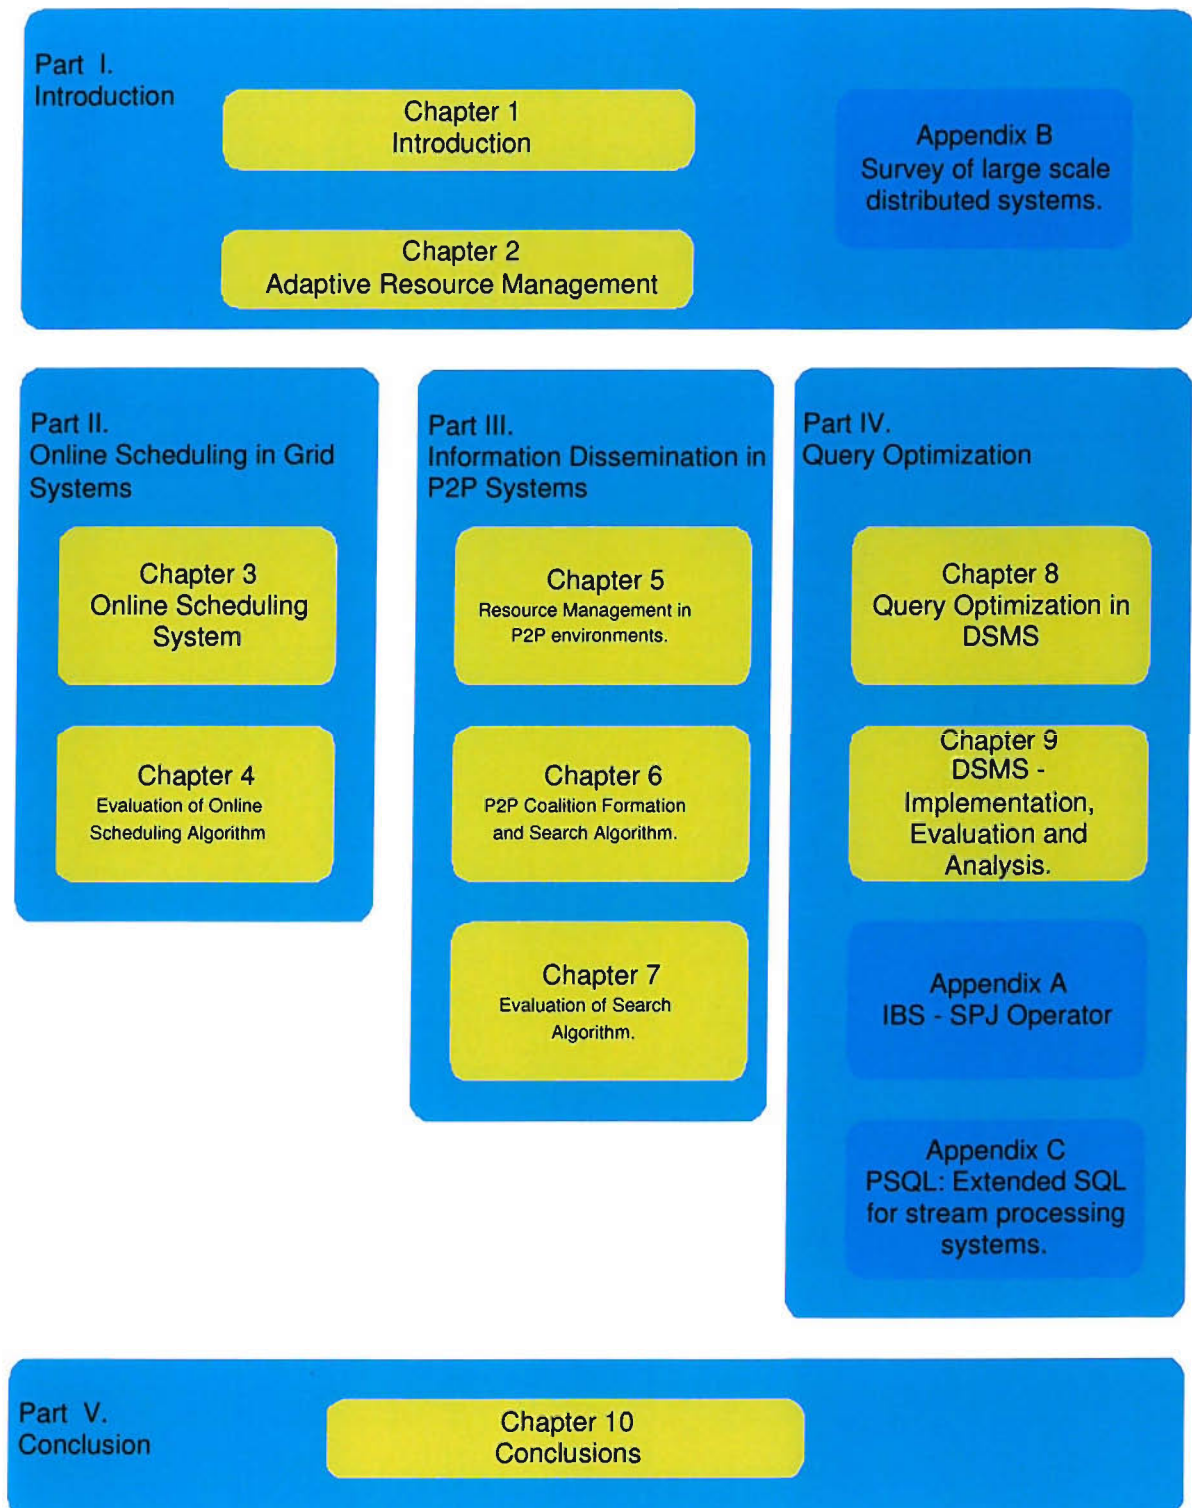 Part I.
Introduction
Chapter 1
Introduction
Appendix B
Survey of large scale
distributed systems.
Chapter 2
Adaptive Resource Management
Part II.
Online Scheduling in Grid
Systems
Chapter 3
Online Scheduling
System
Chapter 4
Evaluation of Online
Scheduling Algorithm
Part III.
Information Dissemination in
P2P Systems
Chapter 5
Resource Management in
P2P environments.
Chapter 6
P2P Coalition Formation
and Search Algorithm.
Chapter 7
Evaluation of Search
Algorithm.
Part IV.
Query Optimization
Chapter 8
Query Optimization in
DSMS
Chapter 9
DSMS -
Implementation,
Evaluation and
Analysis.
Appendix A
IBS - SPJ Operator
Appendix C
PSQL: Extended SQL
for stream processing
systems.
Part V.
Conclusion
Chapter 10
Conclusions